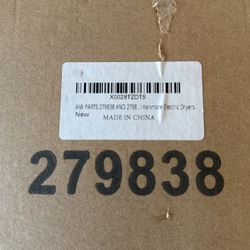 X0028TZDT5
AMI PARTS 279838 AND 2798... l Kenmore Electric Dryers
New
MADE IN CHINA
279838